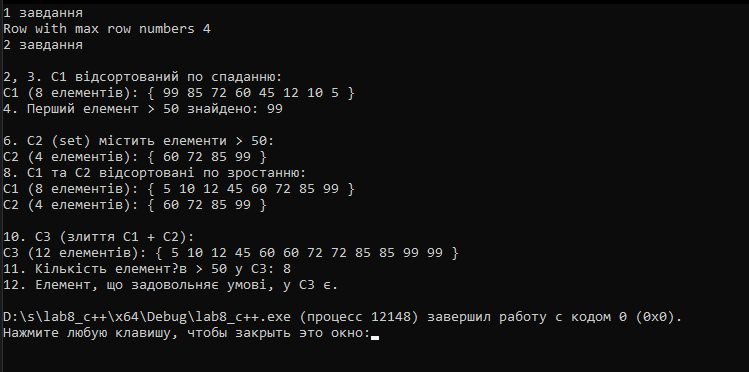 1 завдання
Row with max row numbers 4
2 завдання
2, 3. C1 відсортований по спаданню:
C1 (8 елементів): { 99 85 72 60 45 12 10 5 }
4. Перший елемент > 50 знайдено: 99
6. C2 (set) містить елементи > 50:
C2 (4 елементів): { 60 72 85 99 }
8. C1 та C2 відсортовані по зростанню:
C1 (8 елементів): { 5 10 12 45 60 72 85 99 }
C2 (4 елементів): { 60 72 85 99 }
10. C3 (злиття C1 + C2):
C3 (12 елементів): { 5 10 12 45 60 60 72 72 85 85 99 99 }
11. Кількість елемент?в > 50 у C3: 8
12. Елемент, що задовольняє умові, у C3 є.
D:\s\lab8_c++\x64\Debug\lab8_c++.exe (процесс 12148) завершил работу с кодом 0 (0x0).
Нажмите любую клавишу, чтобы закрыть это окно: